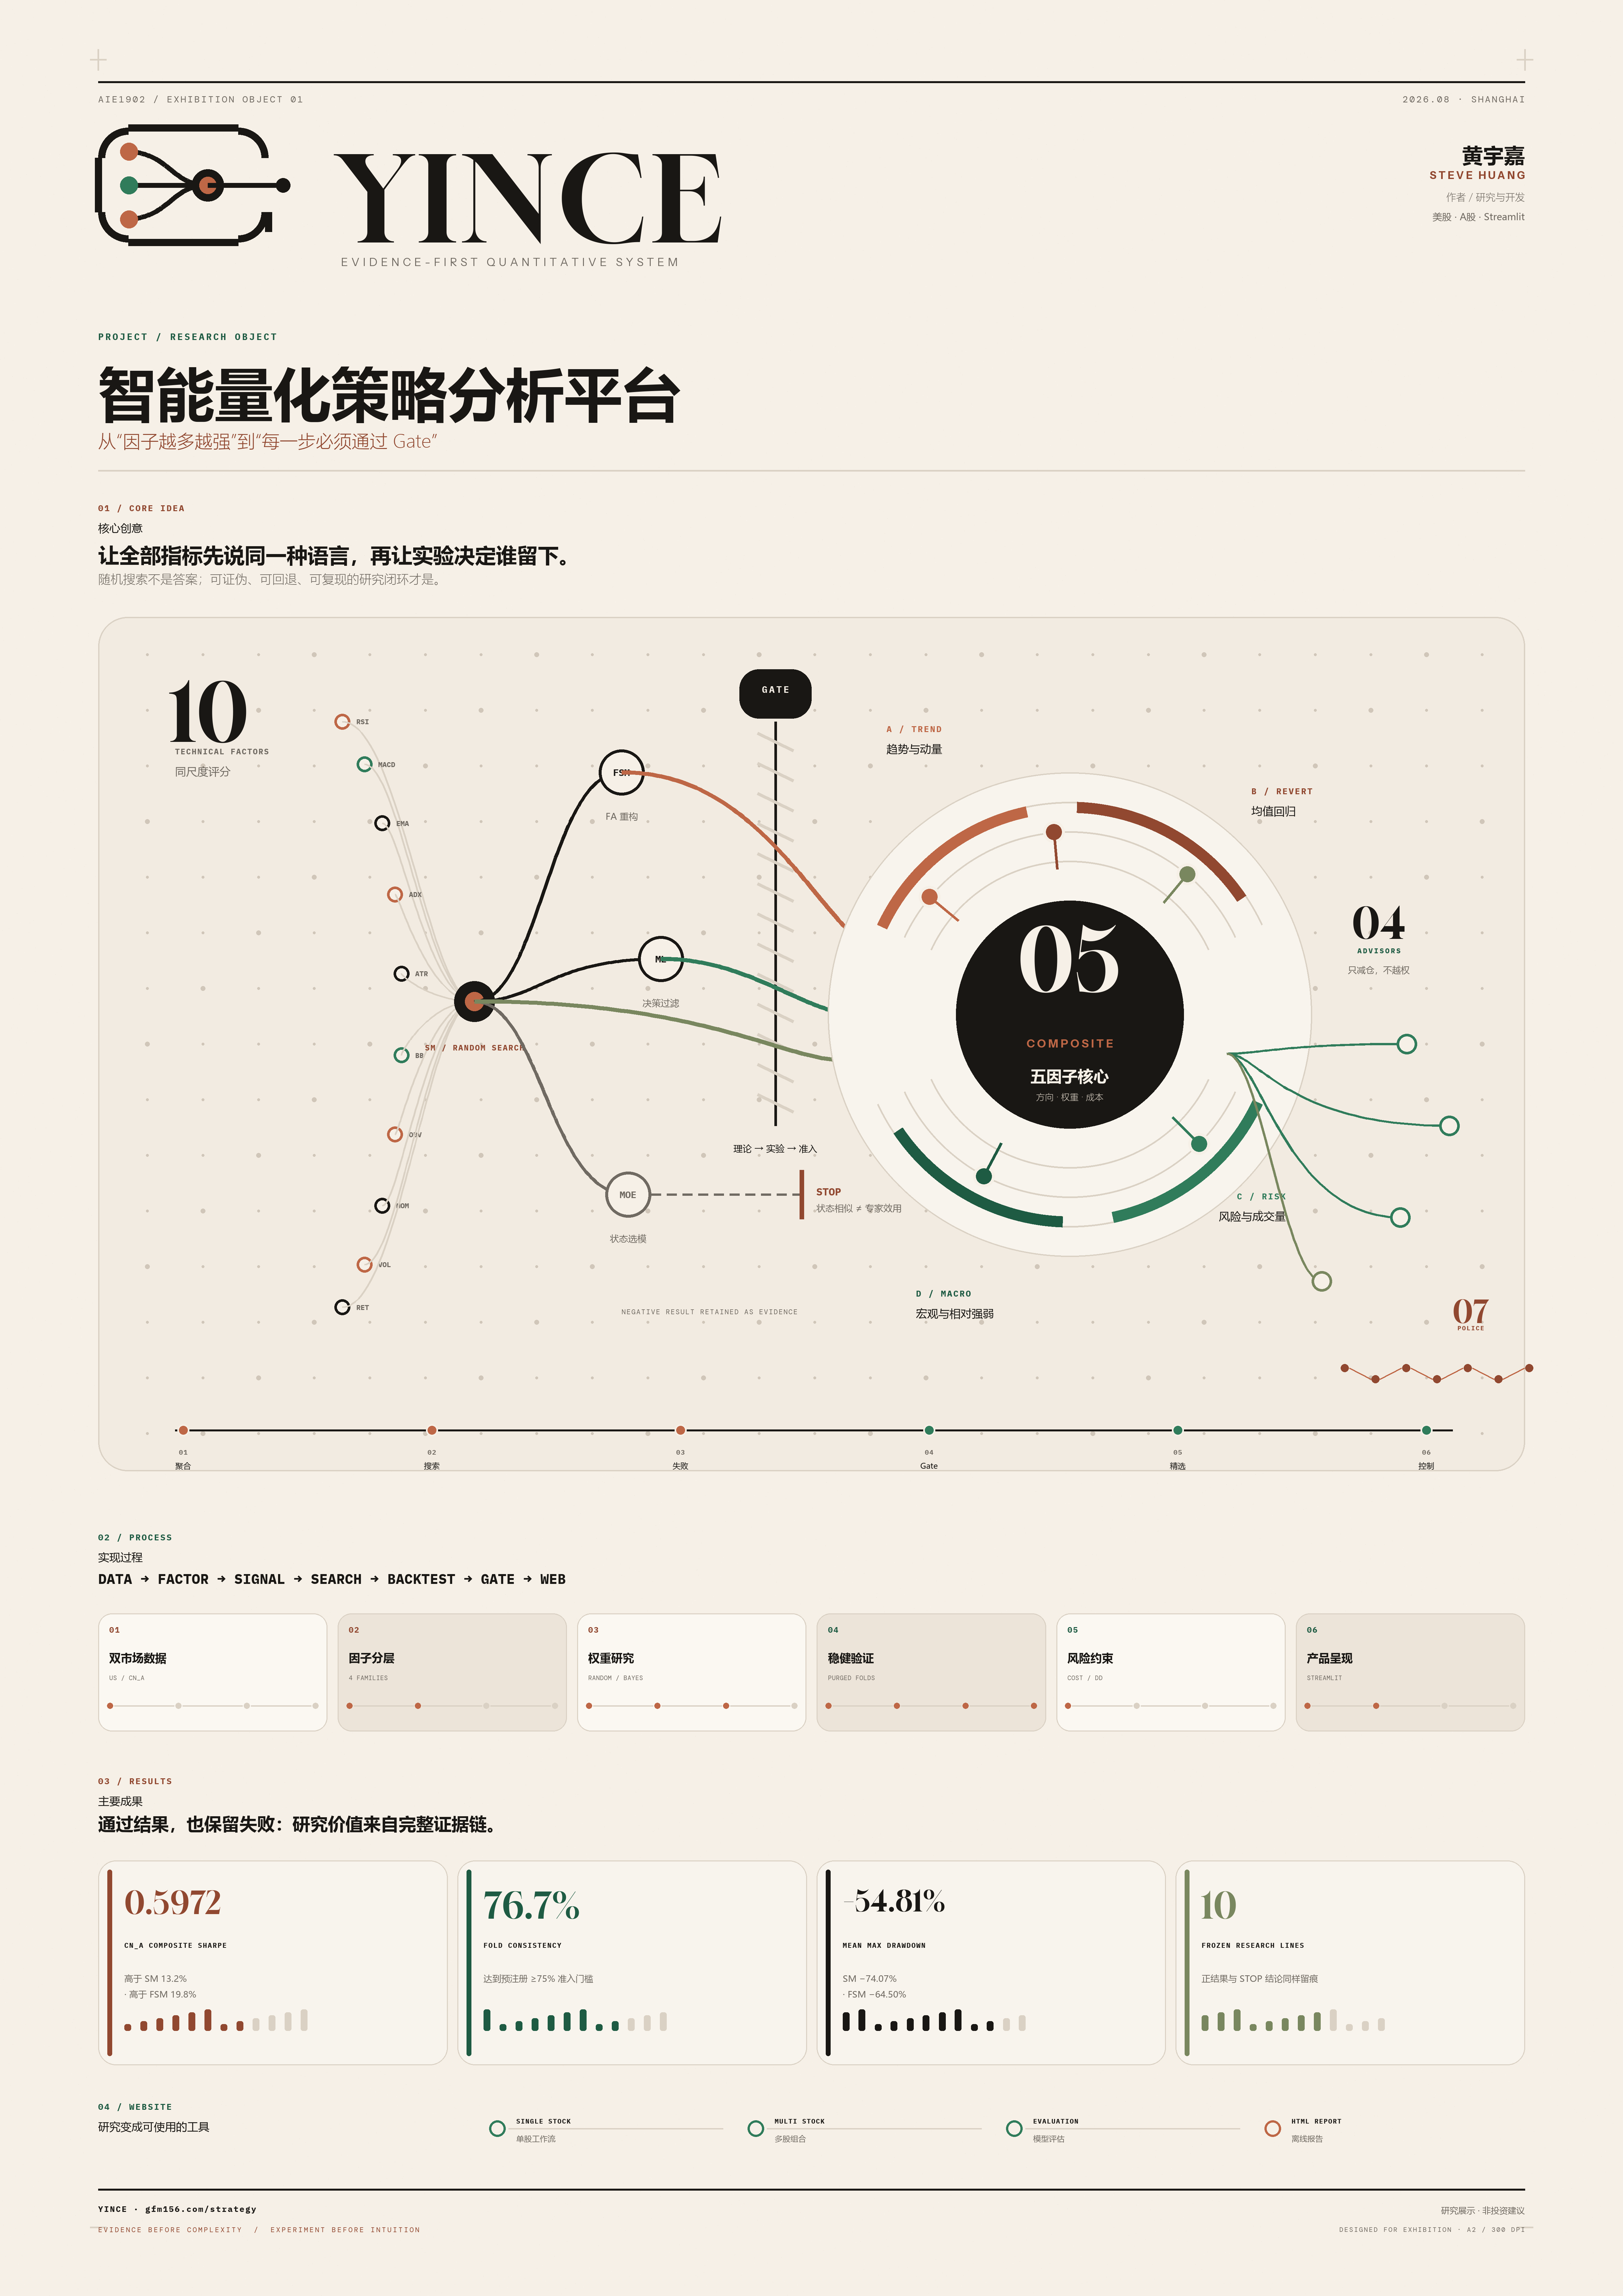 AIE1902 / EXHIBITION OBJECT 01
2026.08 · SHANGHAI
YINCE
EVIDENCE-FIRST QUANTITATIVE SYSTEM
黄宇嘉
STEVE HUANG
作者 / 研究与开发
美股 · A股 · Streamlit
PROJECT / RESEARCH OBJECT
智能量化策略分析平台
从“因子越多越强”到“每一步必须通过 Gate”
01 / CORE IDEA
核心创意
让全部指标先说同一种语言，再让实验决定谁留下。
随机搜索不是答案；可证伪、可回退、可复现的研究闭环才是。
10
TECHNICAL FACTORS
同尺度评分
RSI
MACD
EMA
ADX
ATR
BB
VOL
RET
SM / RANDOM SEARCH
FSM
FA 重构
ML
决策过滤
MOE
状态选模
GATE
理论 → 实验 → 准入
STOP
状态相似 ≠ 专家效用
NEGATIVE RESULT RETAINED AS EVIDENCE
A / TREND
趋势与动量
B / REVERT
均值回归
05
COMPOSITE
五因子核心
方向 · 权重 · 成本
04
ADVISORS
只减仓，不越权
C / RISK
风险与成交量
D / MACRO
宏观与相对强弱
07
POLICE
01
聚合
02
搜索
03
失败
04
Gate
05
精选
06
控制
02 / PROCESS
实现过程
DATA → FACTOR → SIGNAL → SEARCH → BACKTEST → GATE → WEB
01
双市场数据
US / CN_A
02
因子分层
4 FAMILIES
03
权重研究
RANDOM / BAYES
04
稳健验证
PURGED FOLDS
05
风险约束
COST / DD
06
产品呈现
STREAMLIT
03 / RESULTS
主要成果
通过结果，也保留失败：研究价值来自完整证据链。
0.5972
CN_A COMPOSITE SHARPE
高于 SM 13.2%
· 高于 FSM 19.8%
76.7%
FOLD CONSISTENCY
达到预注册 ≥75% 准入门槛
−54.81%
MEAN MAX DRAWDOWN
SM −74.07%
· FSM −64.50%
10
FROZEN RESEARCH LINES
正结果与 STOP 结论同样留痕
04 / WEBSITE
研究变成可使用的工具
SINGLE STOCK
单股工作流
MULTI STOCK
多股组合
EVALUATION
模型评估
HTML REPORT
离线报告
YINCE · gfm156.com/strategy
研究展示 · 非投资建议
EVIDENCE BEFORE COMPLEXITY / EXPERIMENT BEFORE INTUITION
DESIGNED FOR EXHIBITION · A2 / 300 DPI